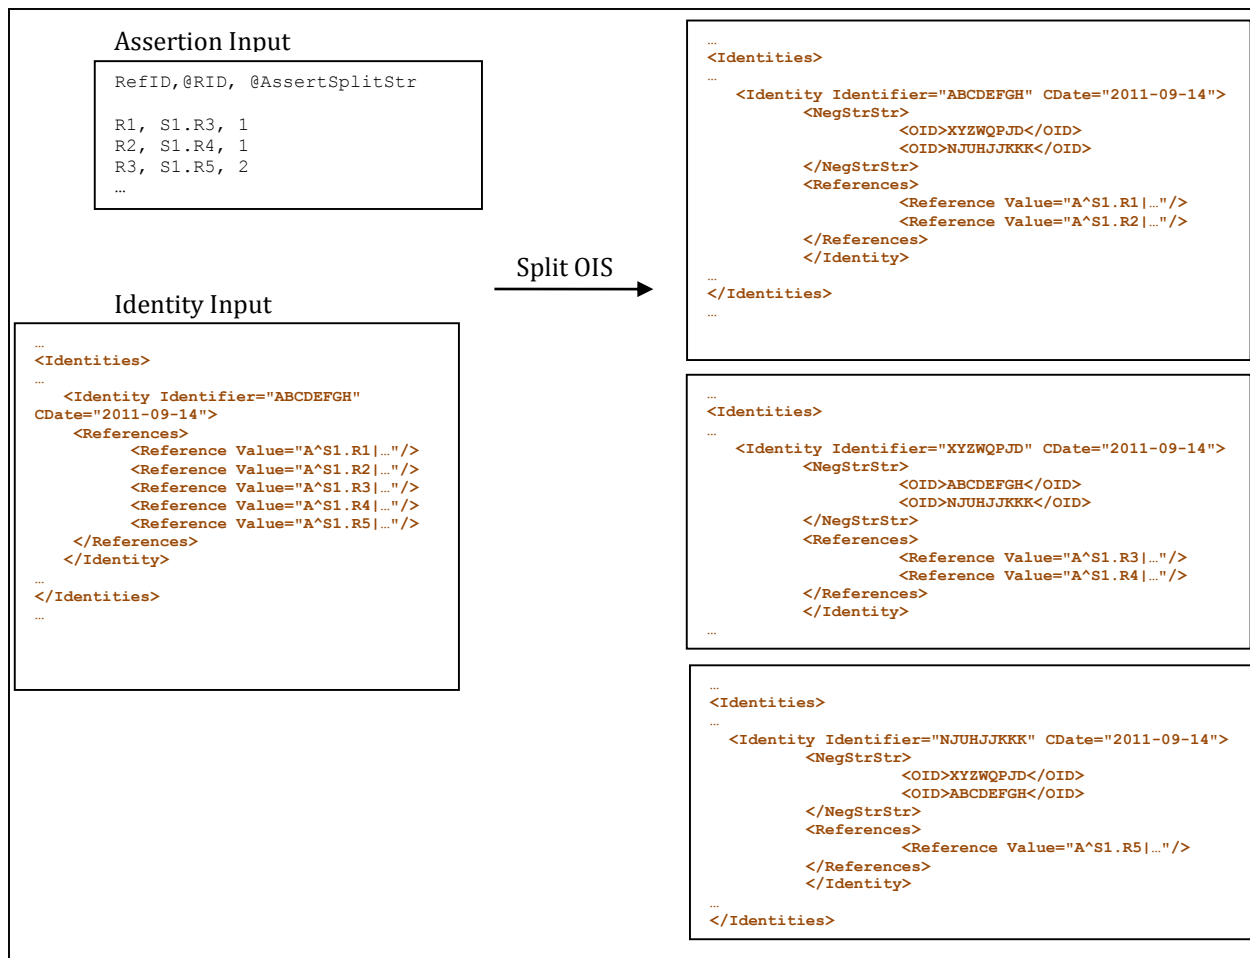 Assertion Input
RefID,@RID, @AssertSplitStr
R1, S1.R3, 1
R2, S1.R4, 1
R3, S1.R5, 2
…
Split OIS
Identity Input
…
<Identities>
…
<Identity Identifier="ABCDEFGH"
CDate="2011-09-14">
<References>
<Reference Value="A^S1.R1|…"/>
<Reference Value="A^S1.R2|…"/>
<Reference Value="A^S1.R3|…"/>
<Reference Value="A^S1.R4|…"/>
<Reference Value="A^S1.R5|…"/>
</References>
</Identity>
…
</Identities>
…
…
<Identities>
…
<Identity Identifier="ABCDEFGH" CDate="2011-09-14">
<NegStrStr>
<OID>XYZWQPJD</OID>
<OID>NJUHJJKKK</OID>
</NegStrStr>
<References>
<Reference Value="A^S1.R1|…"/>
<Reference Value="A^S1.R2|…"/>
</References>
</Identity>
…
</Identities>
…
…
<Identities>
…
<Identity Identifier="XYZWQPJD" CDate="2011-09-14">
<NegStrStr>
<OID>ABCDEFGH</OID>
<OID>NJUHJJKKK</OID>
</NegStrStr>
<References>
<Reference Value="A^S1.R3|…"/>
<Reference Value="A^S1.R4|…"/>
</References>
</Identity>
…
…
<Identities>
…
<Identity Identifier="NJUHJJKKK" CDate="2011-09-14">
<NegStrStr>
<OID>XYZWQPJD</OID>
<OID>ABCDEFGH</OID>
</NegStrStr>
<References>
<Reference Value="A^S1.R5|…"/>
</References>
</Identity>
…
</Identities>